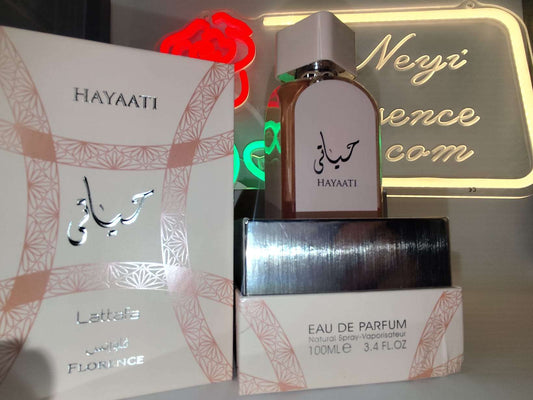 HAYAATI
حياتي
Lattafa
فلورنس
FLORENCE
حياتي
HAYAATI
EAU DE PARFUM
Natural Spray-Vaporisateur
100ML e 3.4 FL.OZ
Neyi
com